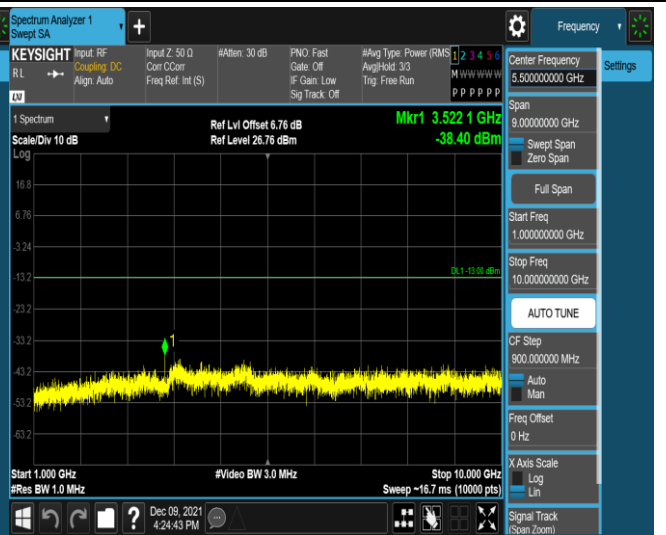 Spectrum Analyzer 1
Swept SA
Frequency
KEYSIGHT
RL
LXI
Input: RF
Coupling: DC
Align: Auto
Input Z: 50 Ω
Corr CCorr
Freq Ref: Int (S)
#Atten: 30 dB
PNO: Fast
Gate: Off
IF Gain: Low
Sig Track: Off
#Avg Type: Power (RMS
Avg|Hold: 3/3
Trig: Free Run
1 2 3 4 5 6
M W W W W W
P P P P P P
1 Spectrum
Scale/Div 10 dB
Log
Ref Lvl Offset 6.76 dB
Ref Level 26.76 dBm
Mkr1 3.522 1 GHz
-38.40 dBm
16.8
6.76
-3.24
-13.2
-23.2
-33.2
-43.2
-53.2
-63.2
DL1 -13.00 dBm
1
Start 1.000 GHz
#Res BW 1.0 MHz
#Video BW 3.0 MHz
Stop 10.000 GHz
Sweep ~16.7 ms (10000 pts)
?
Dec 09, 2021
4:24:43 PM
Center Frequency
5.500000000 GHz
Settings
Span
9.00000000 GHz
Swept Span
Zero Span
Full Span
Start Freq
1.000000000 GHz
Stop Freq
10.000000000 GHz
AUTO TUNE
CF Step
900.000000 MHz
Auto
Man
Freq Offset
0 Hz
X Axis Scale
Log
Lin
Signal Track
(Span Zoom)